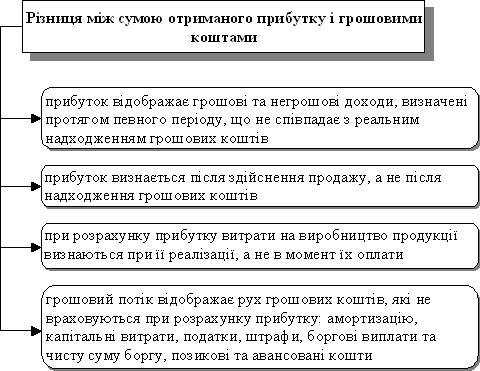 Різниця між сумою отриманого прибутку і грошовими
коштами
прибуток відображає грошові та негрошові доходи, визначені
протягом певного періоду, що не співпадає з реальним
надходженням грошових коштів
прибуток визнається після здійснення продажу, а не після
надходження грошових коштів
при розрахунку прибутку витрати на виробництво продукції
визнаються при її реалізації, а не в момент їх оплати
грошовий потік відображає рух грошових коштів, які не
враховуються при розрахунку прибутку: амортизацію,
капітальні витрати, податки, штрафи, боргові виплати та
чисту суму боргу, позикові та авансовані кошти